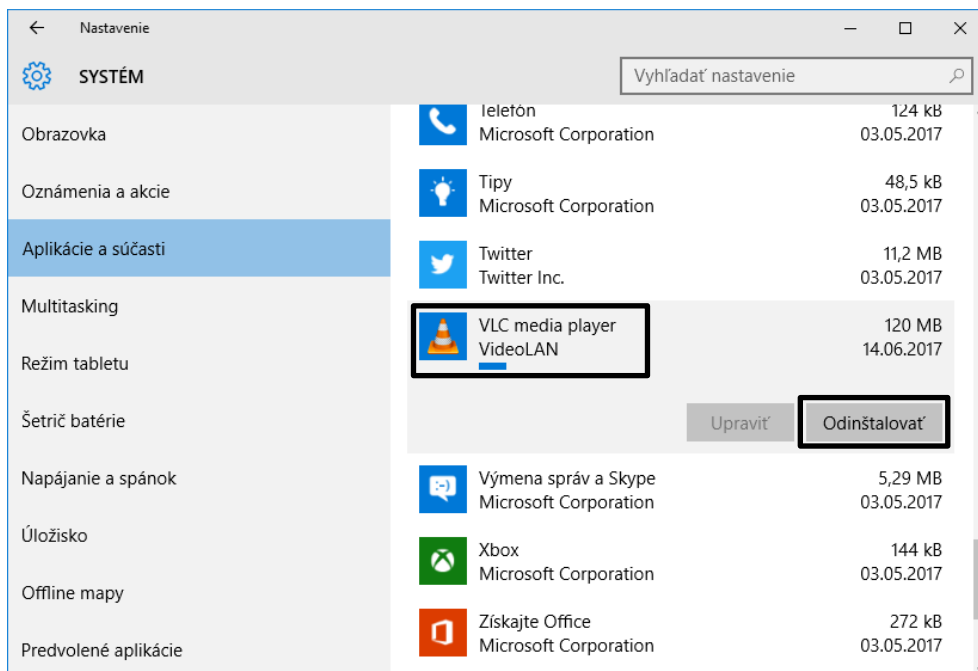 Nastavenie
SYSTÉM
Vyhľadať nastavenie
Obrazovka
Oznámenia a akcie
Aplikácie a súčasti
Multitasking
Režim tabletu
Šetrič batérie
Napájanie a spánok
Úložisko
Offline mapy
Predvolené aplikácie
Telefón 124 kB
Microsoft Corporation 03.05.2017
Tipy 48,5 kB
Microsoft Corporation 03.05.2017
Twitter 11,2 MB
Twitter Inc. 03.05.2017
VLC media player 120 MB
VideoLAN 14.06.2017
Upraviť Odinštalovať
Výmena správ a Skype 5,29 MB
Microsoft Corporation 03.05.2017
Xbox 144 kB
Microsoft Corporation 03.05.2017
Získajte Office 272 kB
Microsoft Corporation 03.05.2017